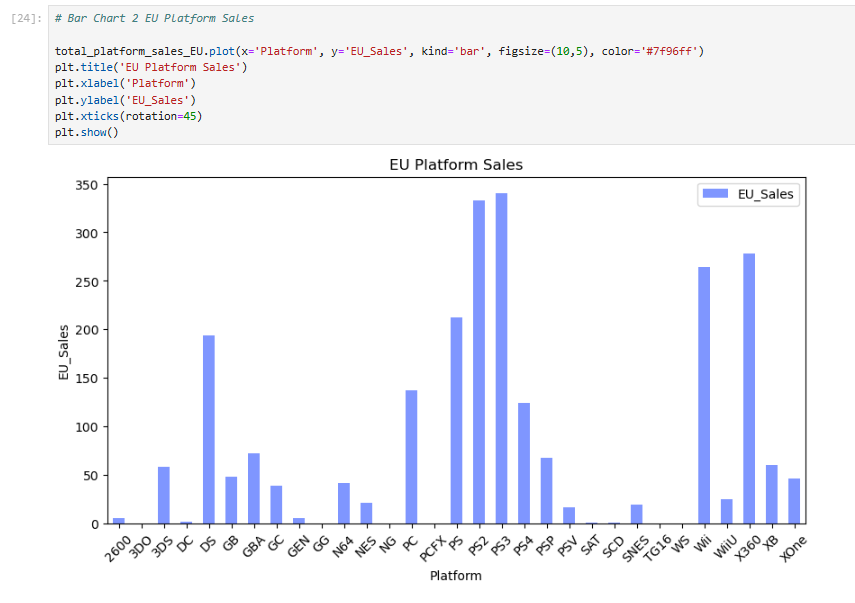 [24]:
# Bar Chart 2 EU Platform Sales
total_platform_sales_EU.plot(x='Platform', y='EU_Sales', kind='bar', figsize=(10,5), color='#7f96ff')
plt.title('EU Platform Sales')
plt.xlabel('Platform')
plt.ylabel('EU_Sales')
plt.xticks(rotation=45)
plt.show()
EU Platform Sales
EU_Sales
350
300
250
200
150
100
50
0
EU_Sales
2600
3DO
3DS
DC
DS
GB
GBA
GC
GEN
GG
N64
NES
NG
PC
PCFX
PS
PS2
PS3
PS4
PSP
PSV
SAT
SCD
SNES
TG16
WS
Wii
WiiU
X360
XB
XOne
Platform